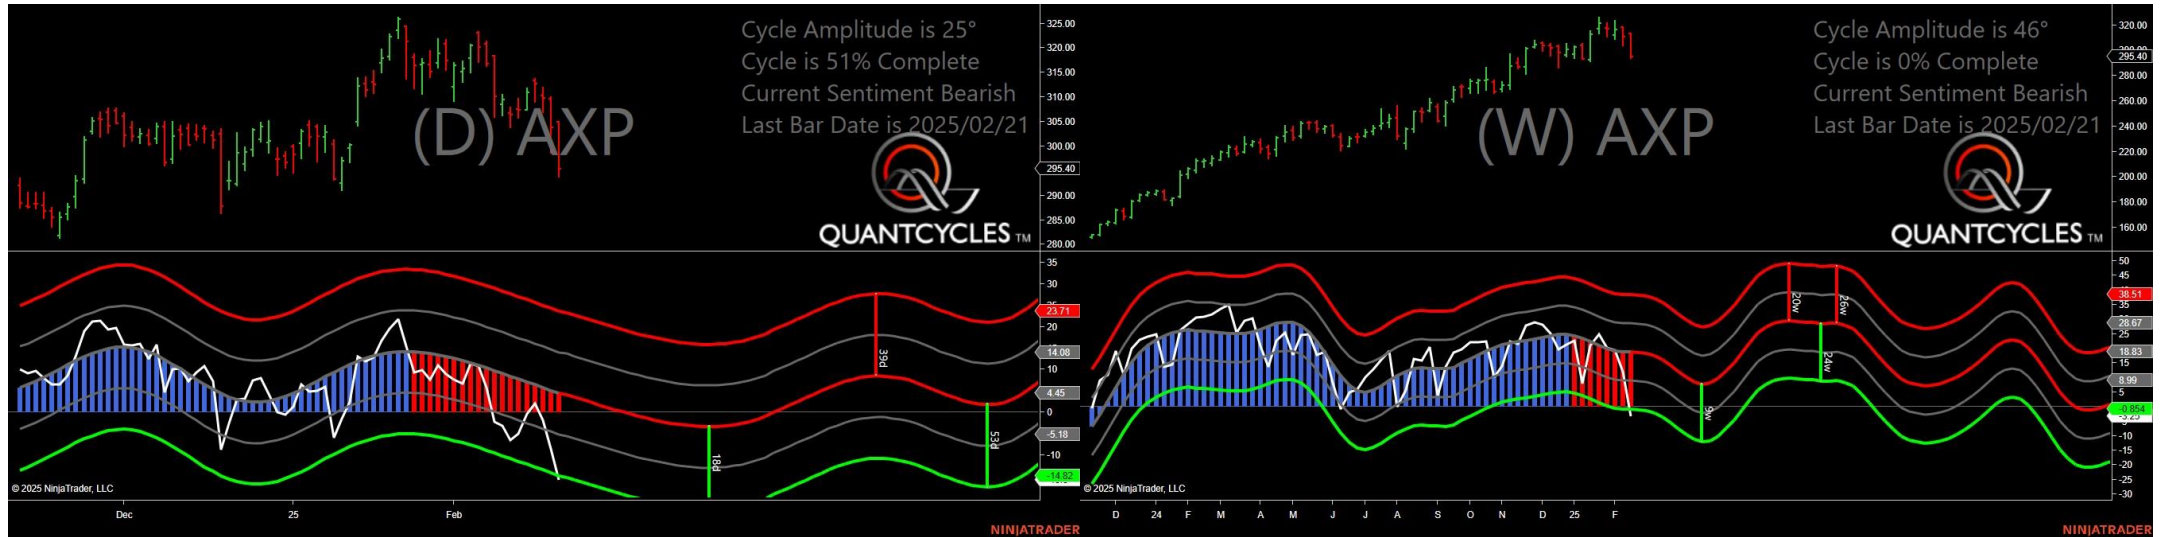 Cycle Amplitude is 25°
Cycle is 51% Complete
Current Sentiment Bearish
Last Bar Date is 2025/02/21
(D) AXP
QUANTCYCLES TM
325.00
320.00
315.00
310.00
305.00
300.00
295.40
290.00
285.00
280.00
35
30
23.71
20
14.08
10
4.45
0
-5.18
-10
-14.82
39d
18d
53d
© 2025 NinjaTrader, LLC
Dec
25
Feb
NINJATRADER
Cycle Amplitude is 46°
Cycle is 0% Complete
Current Sentiment Bearish
Last Bar Date is 2025/02/21
(W) AXP
QUANTCYCLES TM
320.00
295.40
280.00
260.00
240.00
220.00
200.00
180.00
160.00
50
45
38.51
35
28.67
25
18.83
15
8.99
5
-0.854
-10
-15
-20
-25
-30
20w
26w
24w
9w
© 2025 NinjaTrader, LLC
D 24 F M A M J J A S O N D 25 F
NINJATRADER